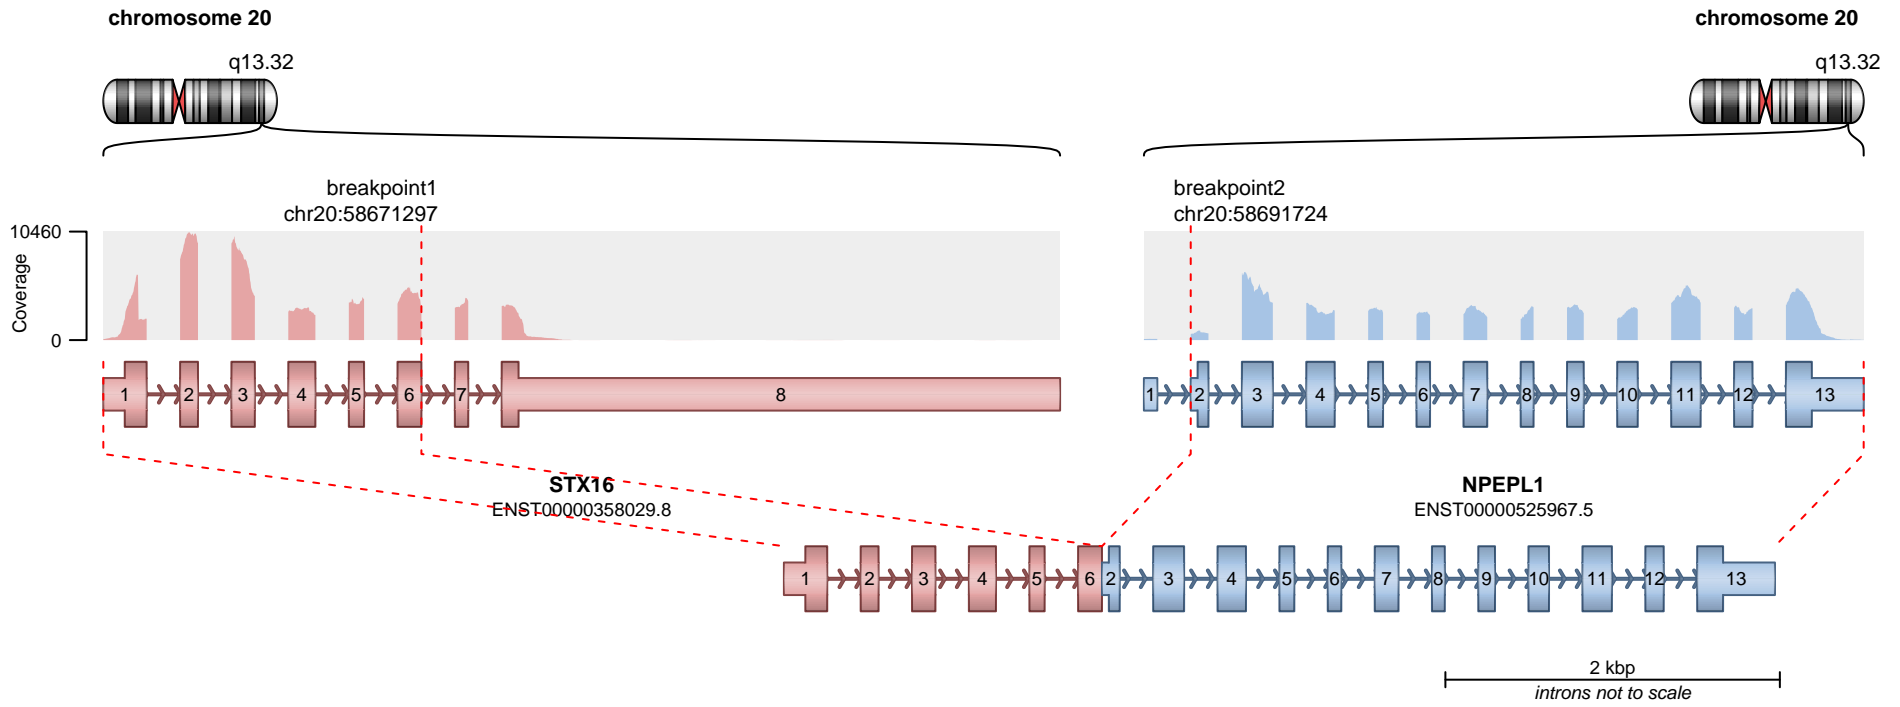 chromosome 20
chromosome 20
q13.32
q13.32
breakpoint1
chr20:58671297
breakpoint2
chr20:58691724
10460
Coverage
0
1 2 3 4 5 6 7 8
1 2 3 4 5 6 7 8 9 10 11 12 13
STX16
ENST00000358029.8
NPEPL1
ENST00000525967.5
1 2 3 4 5 6 2 3 4 5 6 7 8 9 10 11 12 13
2 kbp
introns not to scale